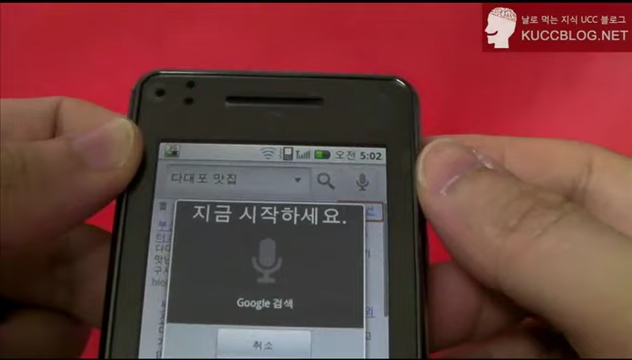 날로 먹는 지식 UCC 블로그
KUCCBLOG.NET
오전 5:02
다대포 맛집
지금 시작하세요.
Google 검색
취소